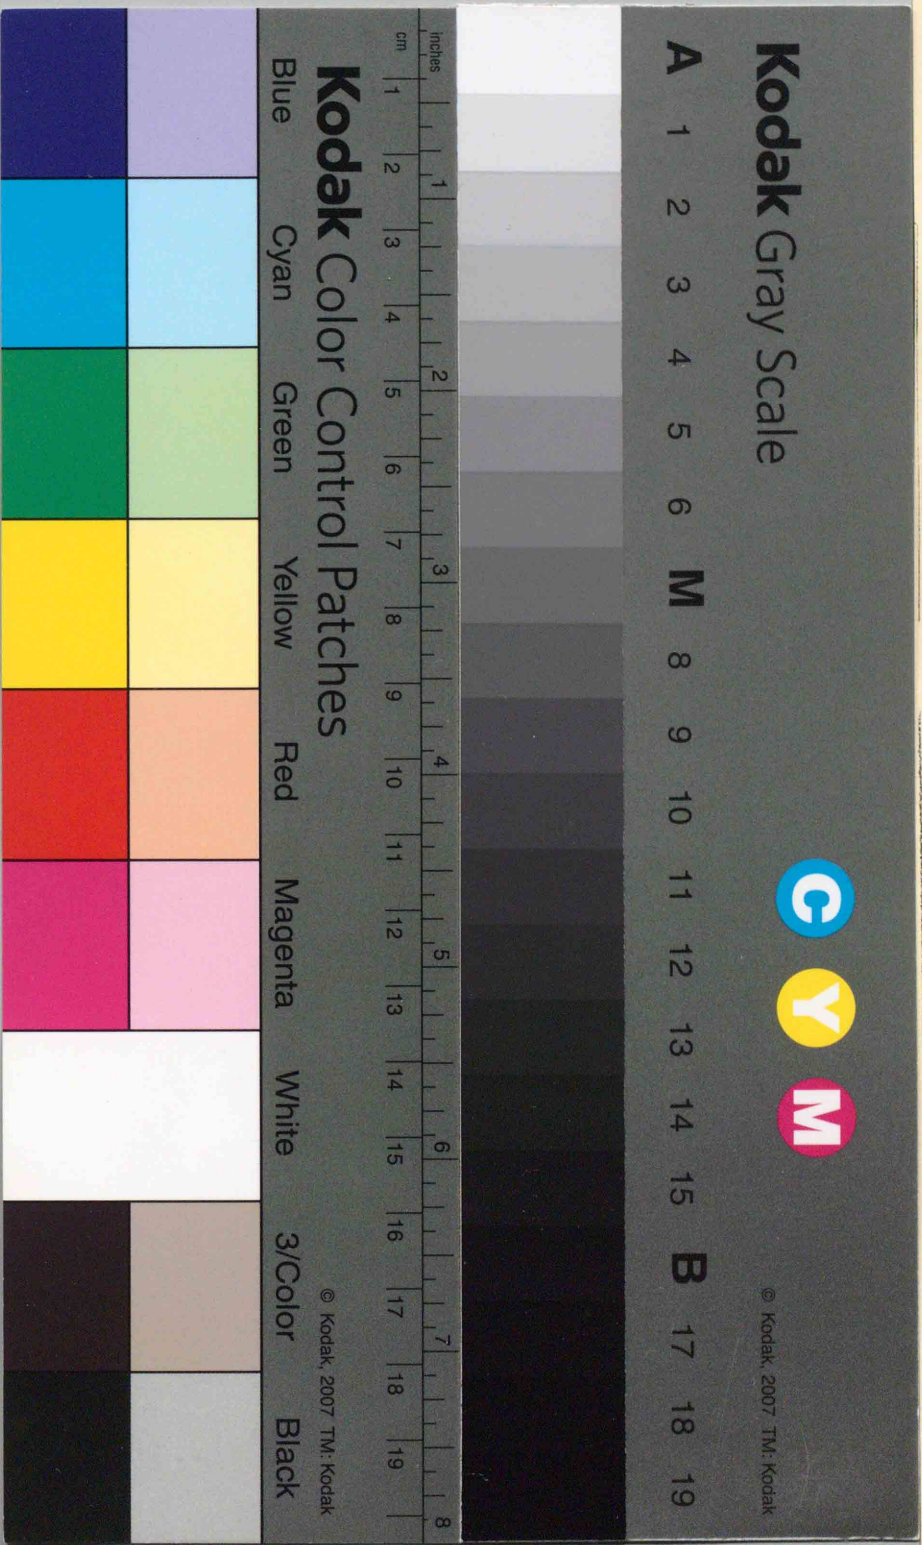 Kodak Gray Scale
C Y M
© Kodak, 2007 TM: Kodak
A 1 2 3 4 5 6 M 8 9 10 11 12 13 14 15 B 17 18 19
inches 1 2 3 4 5 6 7 8
cm 1 2 3 4 5 6 7 8 9 10 11 12 13 14 15 16 17 18 19
Kodak Color Control Patches
© Kodak, 2007 TM: Kodak
Blue Cyan Green Yellow Red Magenta White 3/Color Black